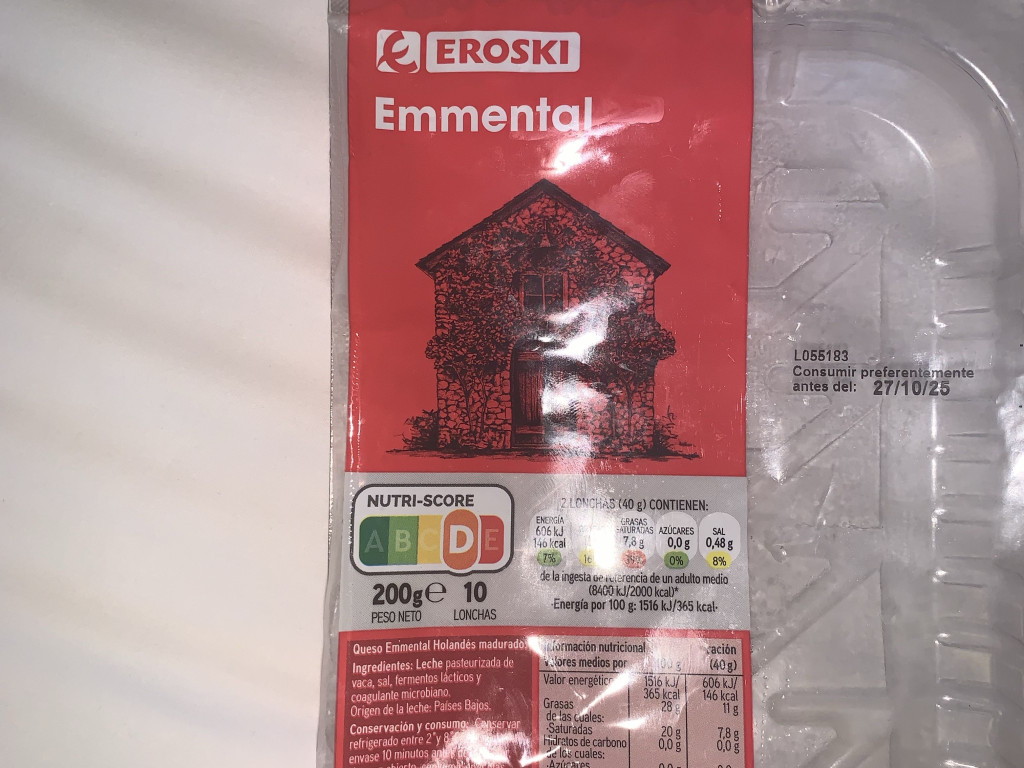 EROSKI
Emmental
L055183
Consumir preferentemente
antes del: 27/10/25
NUTRI-SCORE
A B C D E
200g e 10
PESO NETO LONCHAS
2 LONCHAS (40 g) CONTIENEN:
ENERGÍA
606 kJ
146 kcal
7%
16
GRASAS
SATURADAS
7,8 g
39%
AZÚCARES
0,0 g
0%
SAL
0,48 g
8%
de la ingesta de referencia de un adulto medio
(8400 kJ/2000 kcal)*
-Energía por 100 g: 1516 kJ/365 kcal-
Queso Emmental Holandés madurado.
Ingredientes: Leche pasteurizada de
vaca, sal, fermentos lácticos y
coagulante microbiano.
Origen de la leche: Países Bajos.
Conservación y consumo: Conservar
refrigerado entre 2° y 8°
envase 10 minutos
Información nutricional
Valores medios por 100 g (40 g)
Valor energético 1516 kJ/ 606 kJ/
365 kcal 146 kcal
Grasas 28 g 11 g
de las cuales:
-Saturadas 20 g 7,8 g
Hidratos de carbono 0,0 g 0,0 g
de los cuales:
-Azúcares